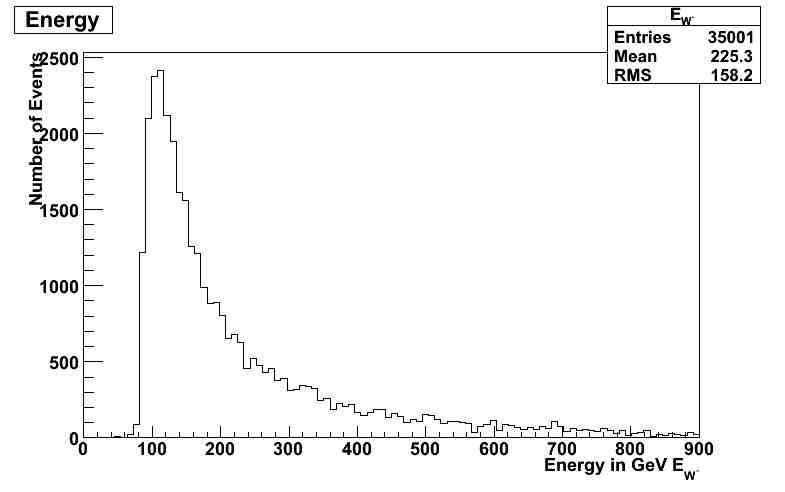 Energy
E_W-
Entries 35001
Mean 225.3
RMS 158.2
Number of Events
2500
2000
1500
1000
500
0
0 100 200 300 400 500 600 700 800 900
Energy in GeV E_W-